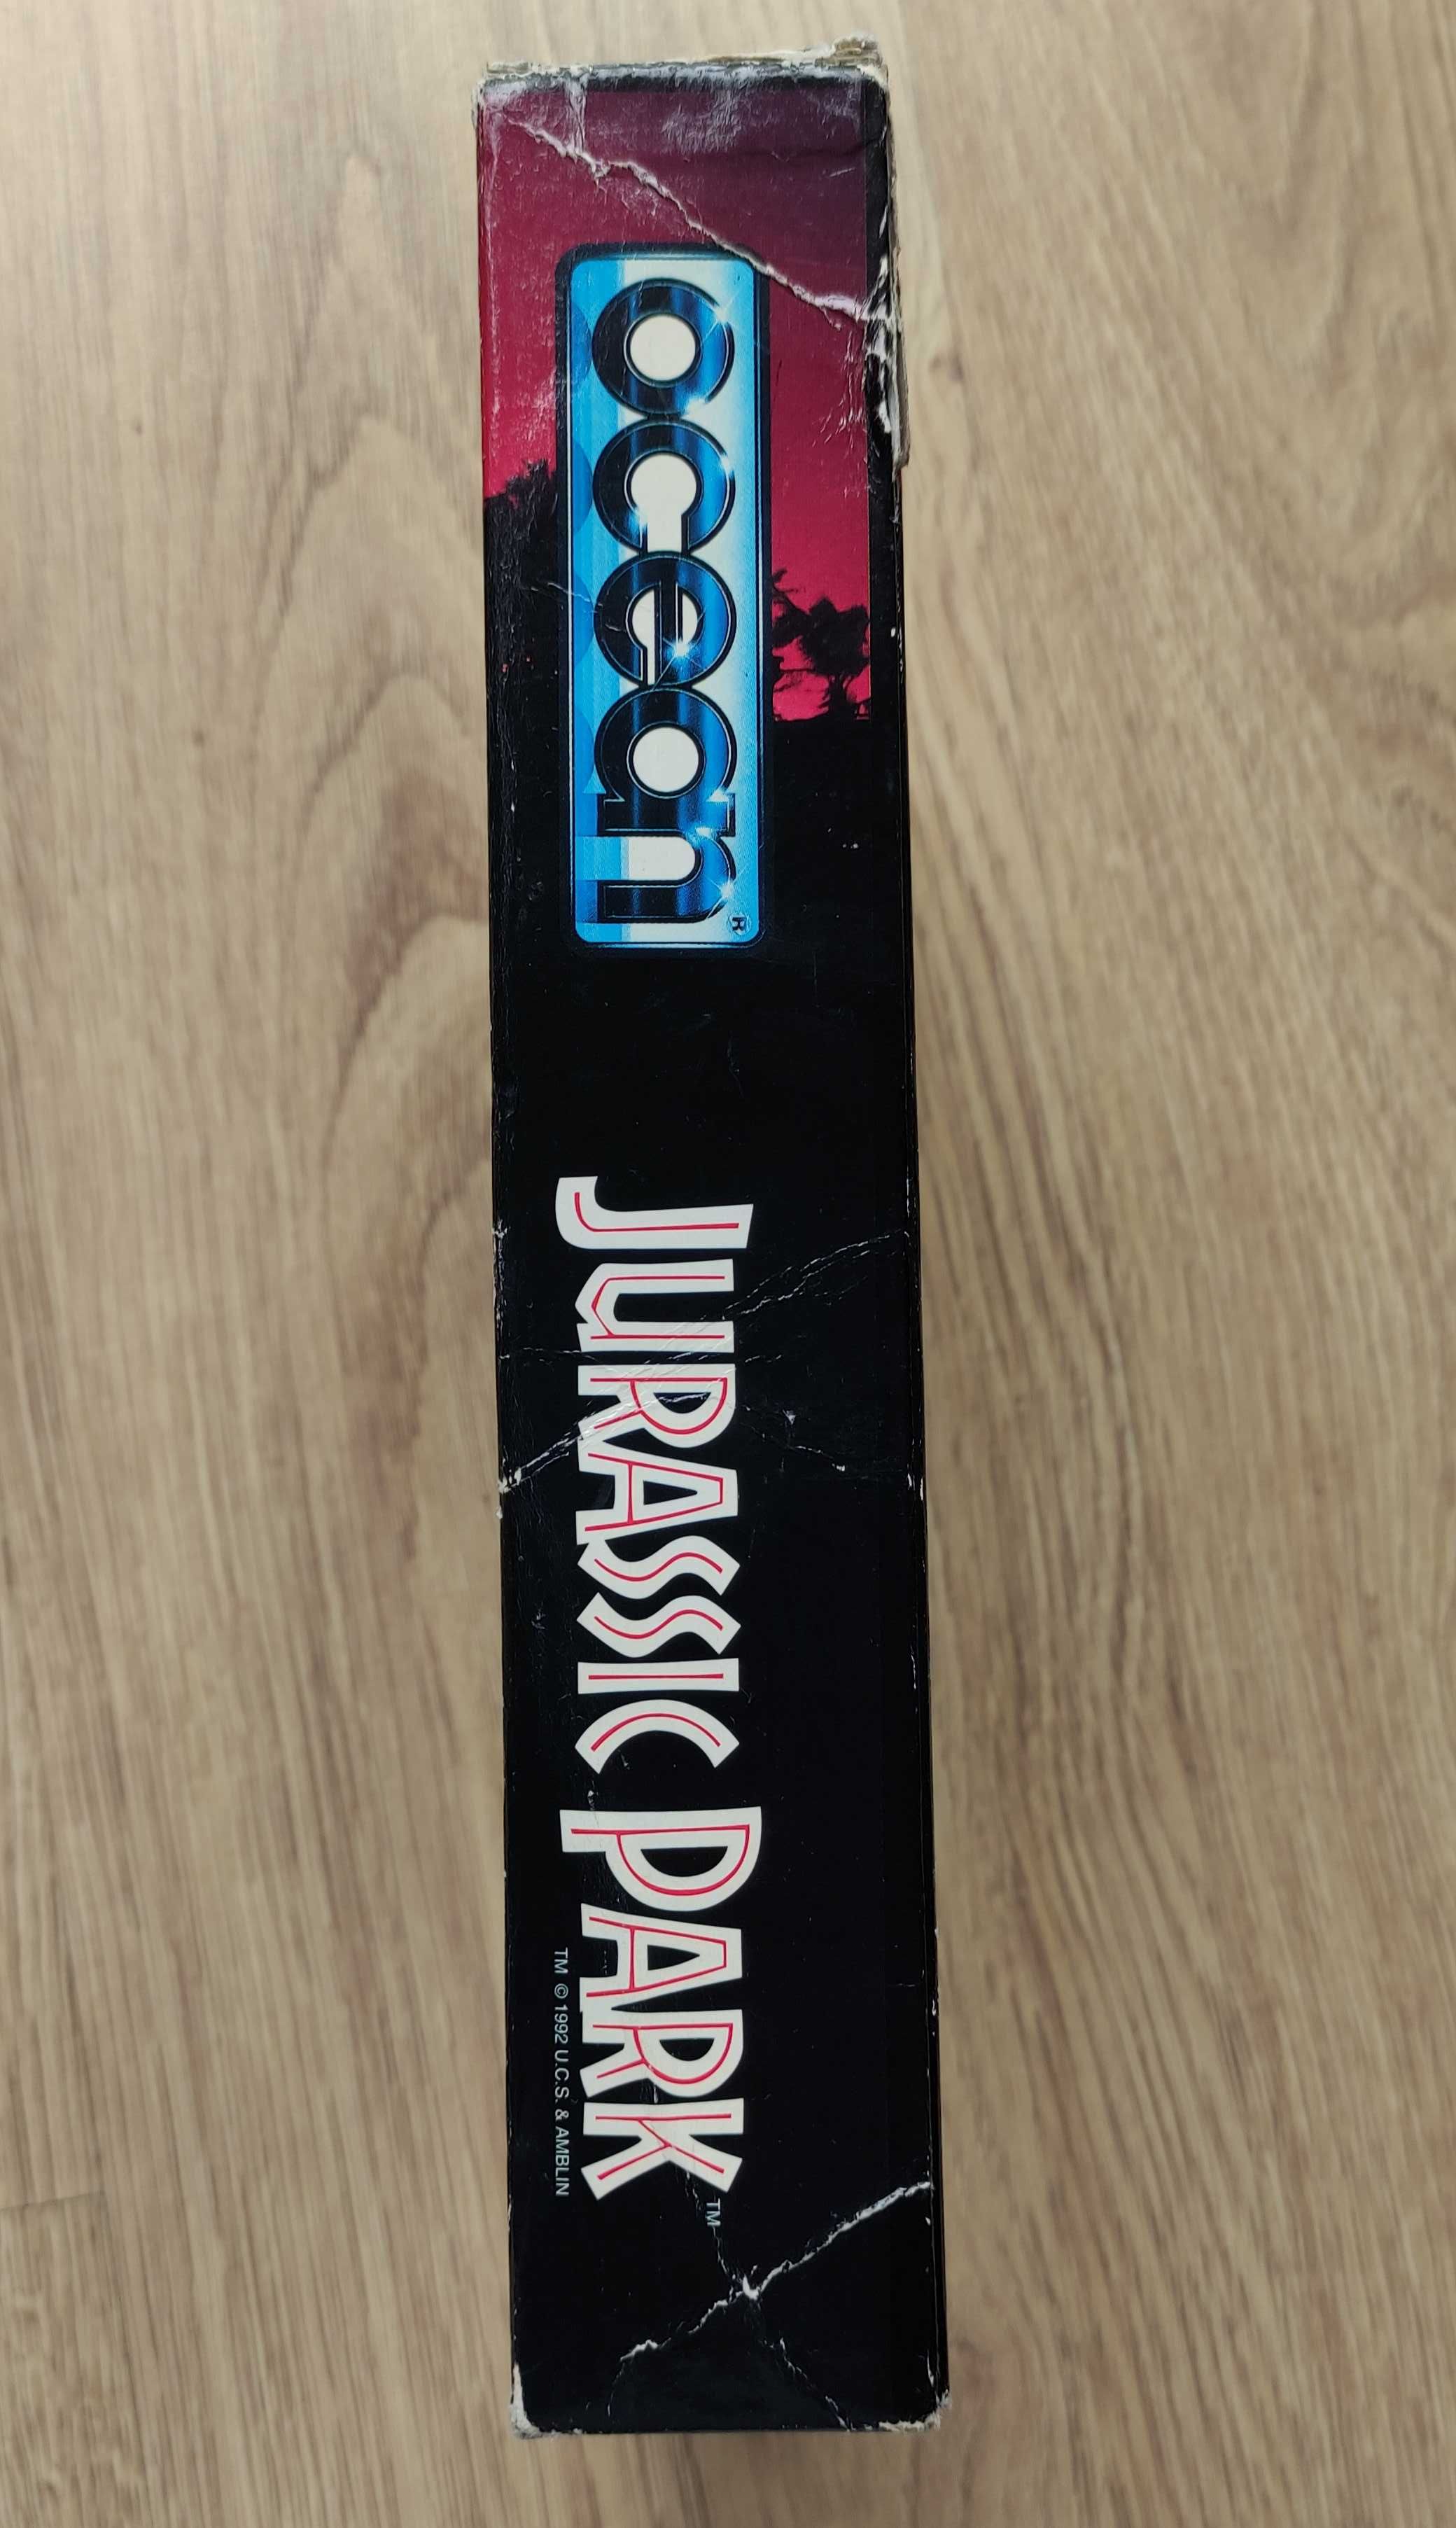 ocean®
JURASSIC PARK™
TM © 1992 U.C.S. & AMBLIN